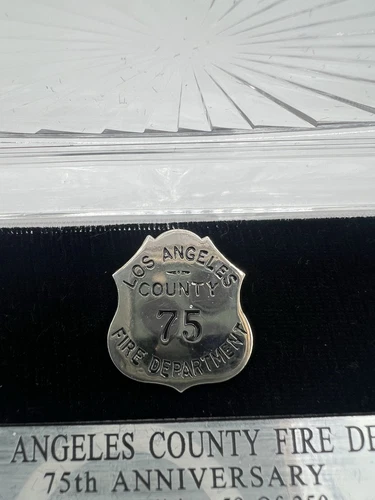 LOS ANGELES
COUNTY
75
FIRE DEPARTMENT
ANGELES COUNTY FIRE DE
75th ANNIVERSARY